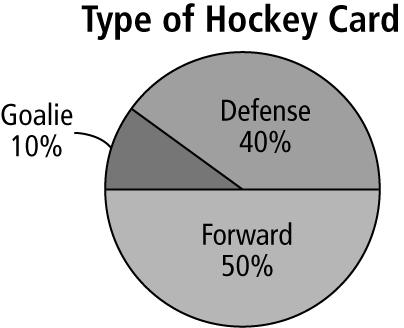 Type of Hockey Card
Goalie
10%
Defense
40%
Forward
50%